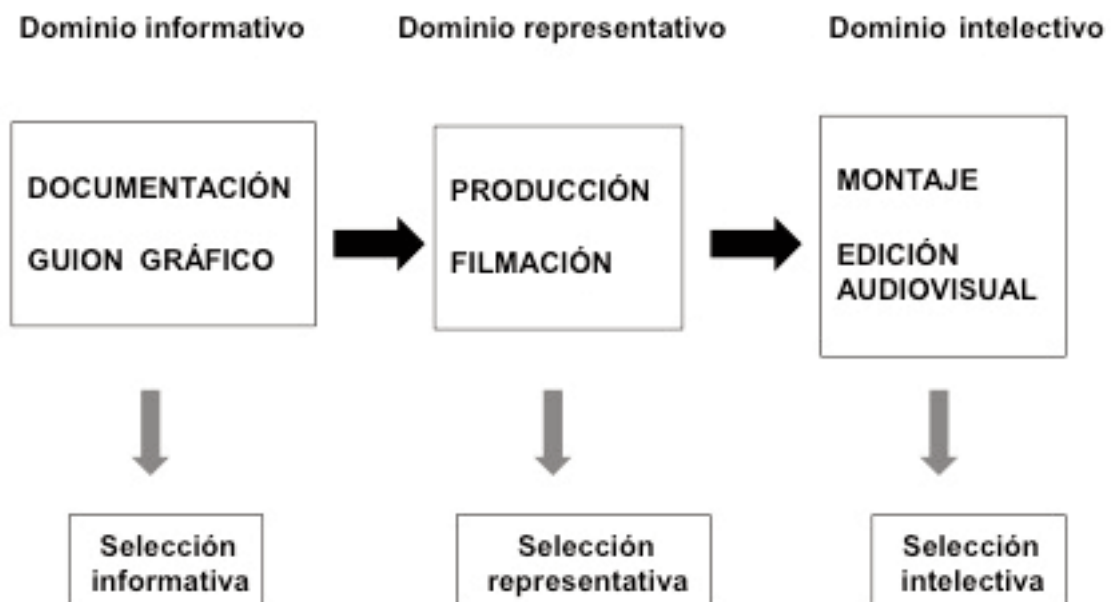 Dominio informativo
Dominio representativo
Dominio intelectivo
DOCUMENTACIÓN
GUION GRÁFICO
PRODUCCIÓN
FILMACIÓN
MONTAJE
EDICIÓN
AUDIOVISUAL
Selección
informativa
Selección
representativa
Selección
intelectiva